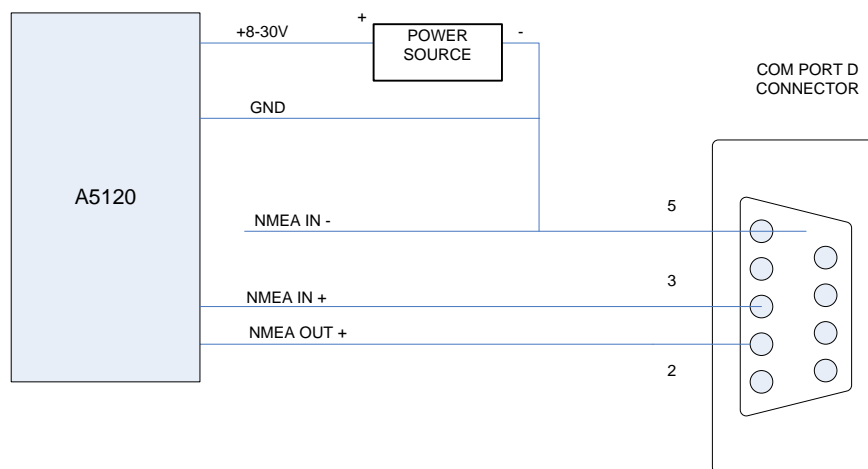 +8-30V
+
POWER
SOURCE
-
COM PORT D
CONNECTOR
GND
A5120
5
NMEA IN -
3
NMEA IN +
NMEA OUT +
2